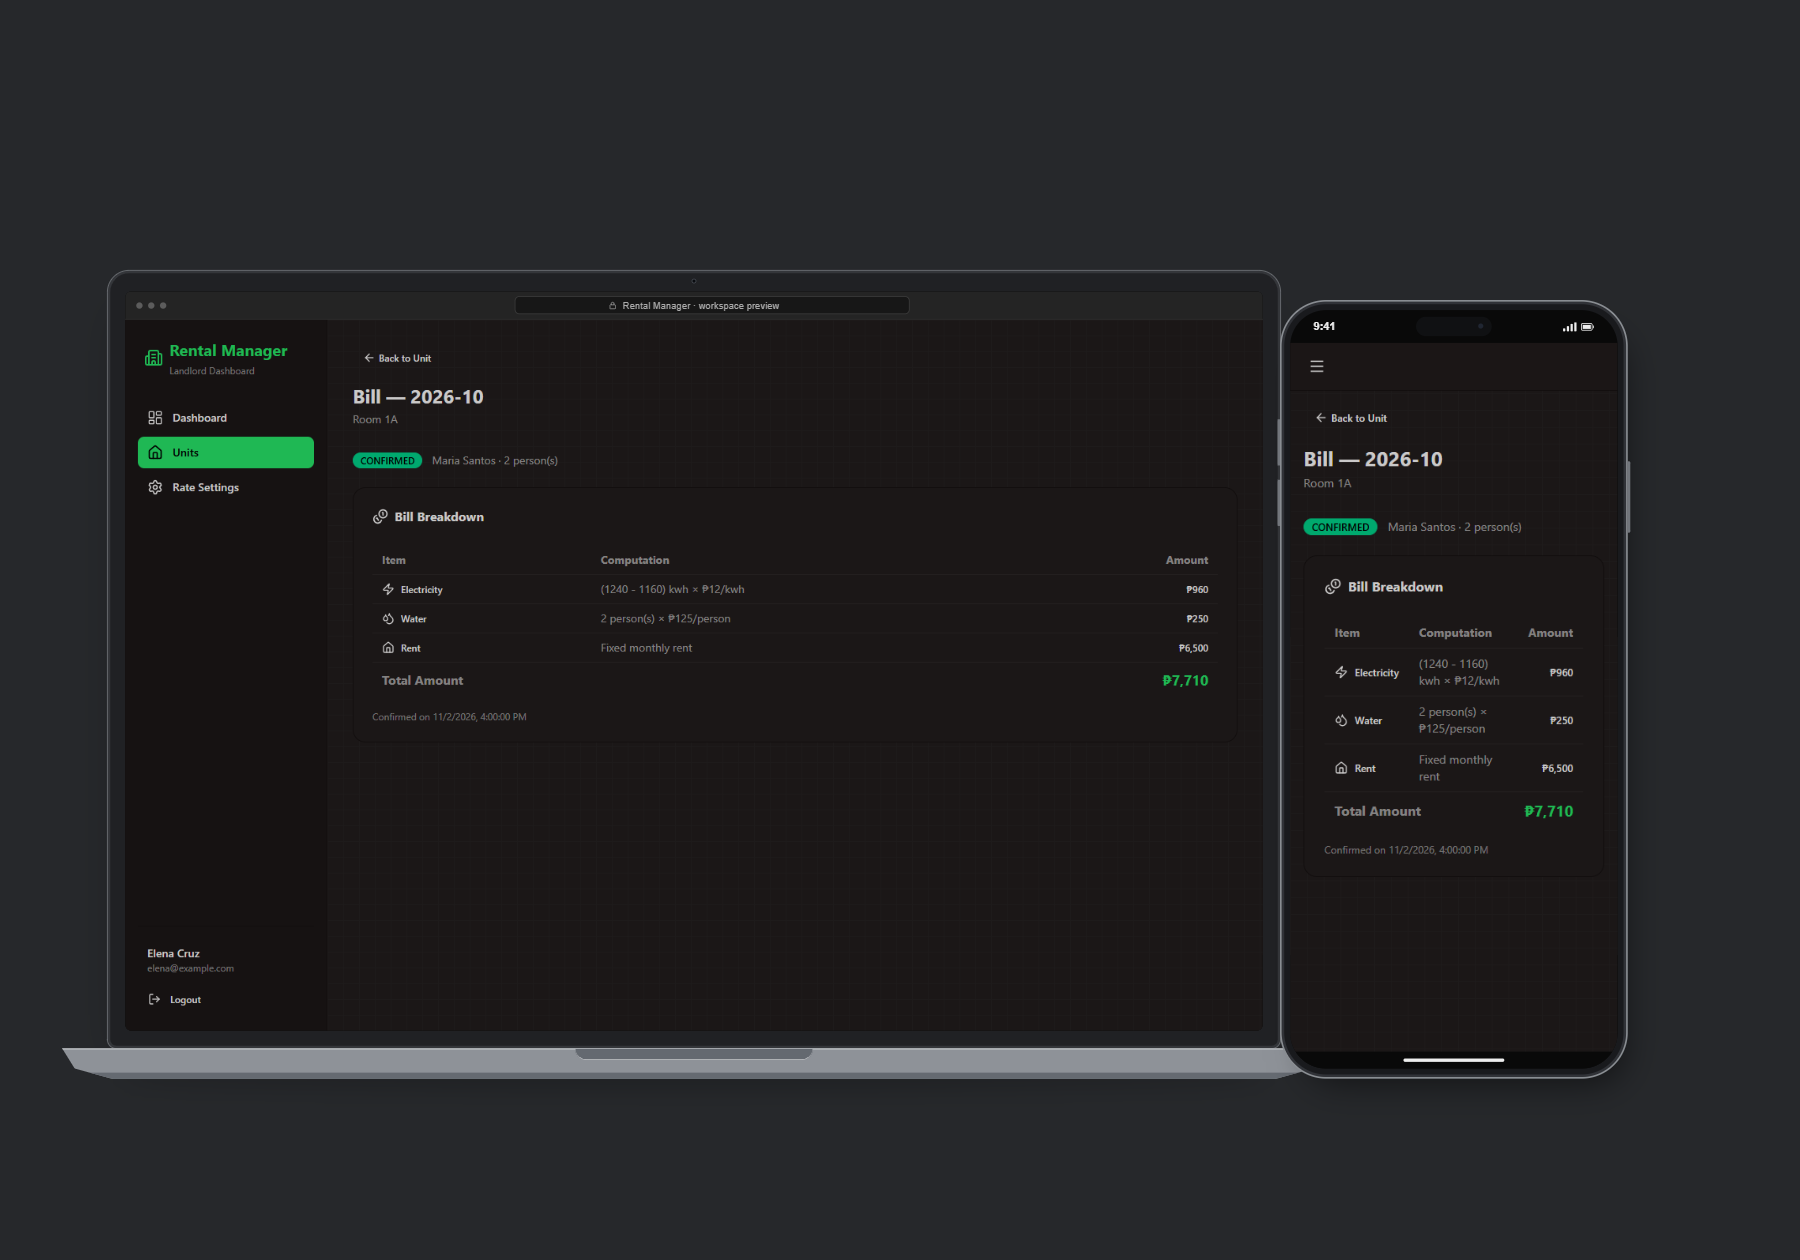 Rental Manager · workspace preview
Rental Manager
Landlord Dashboard
Dashboard
Units
Rate Settings
Elena Cruz
elena@example.com
Logout
Back to Unit
Bill — 2026-10
Room 1A
CONFIRMED Maria Santos · 2 person(s)
Bill Breakdown
Item Computation Amount
Electricity (1240 - 1160) kwh × ₱12/kwh ₱960
Water 2 person(s) × ₱125/person ₱250
Rent Fixed monthly rent ₱6,500
Total Amount ₱7,710
Confirmed on 11/2/2026, 4:00:00 PM
9:41
Back to Unit
Bill — 2026-10
Room 1A
CONFIRMED Maria Santos · 2 person(s)
Bill Breakdown
Item Computation Amount
Electricity (1240 - 1160)
kwh × ₱12/kwh ₱960
Water 2 person(s) ×
₱125/person ₱250
Rent Fixed monthly
rent ₱6,500
Total Amount ₱7,710
Confirmed on 11/2/2026, 4:00:00 PM